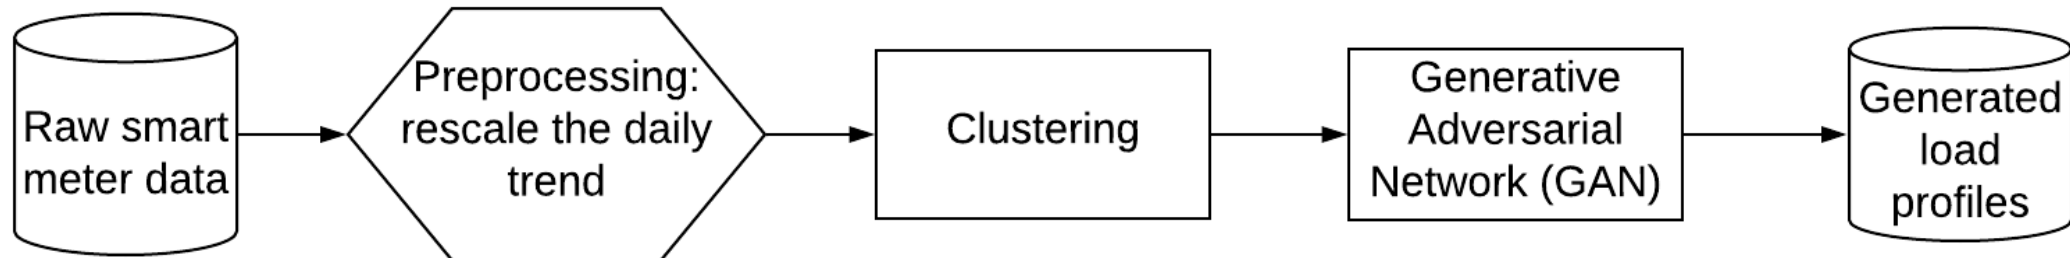 Raw smart
meter data
Preprocessing:
rescale the daily
trend
Clustering
Generative
Adversarial
Network (GAN)
Generated
load
profiles